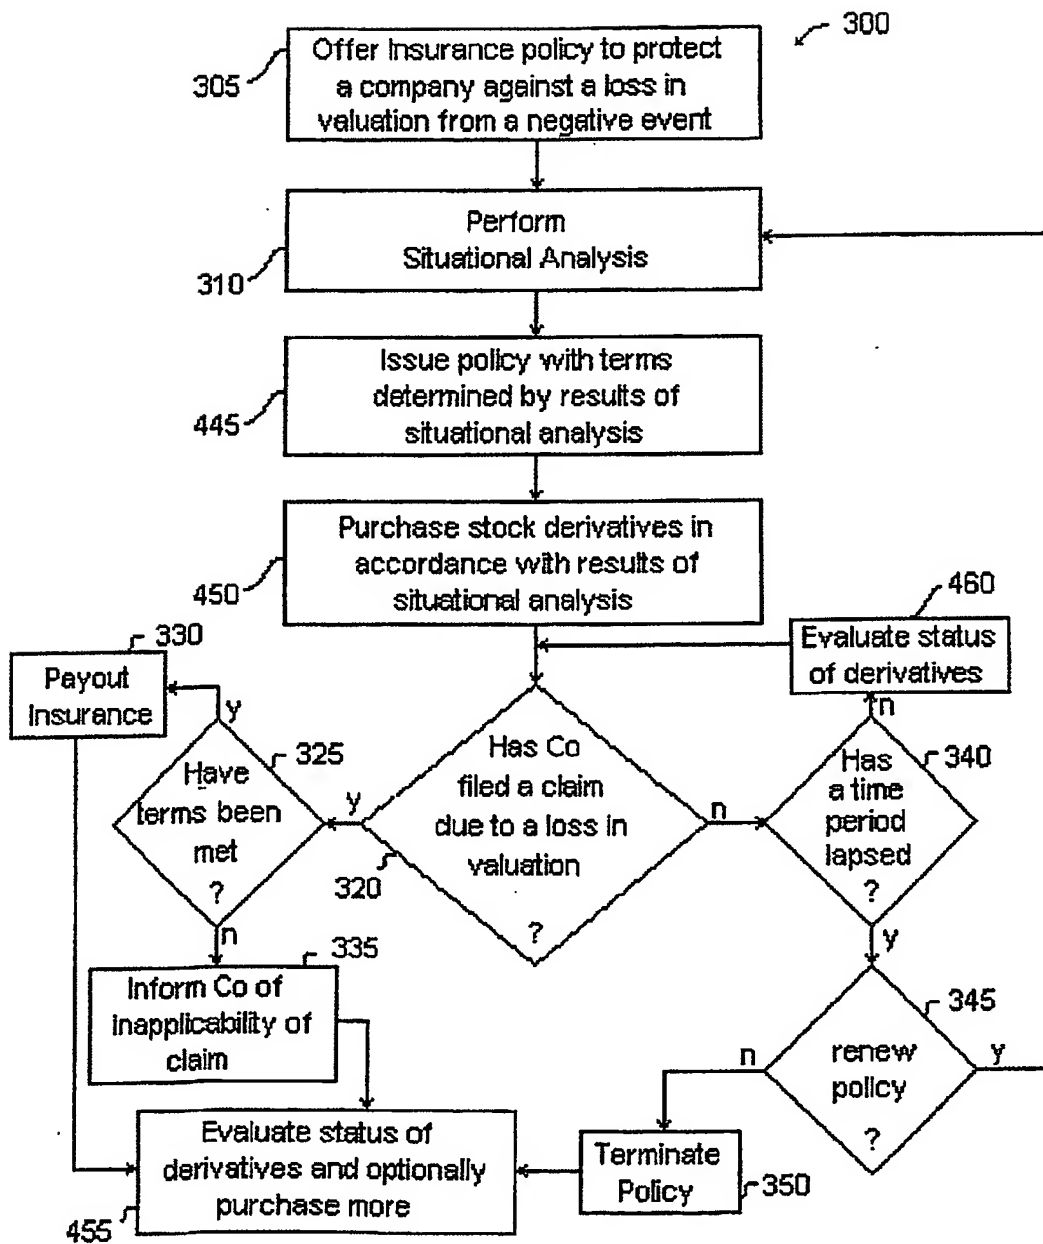 300
305
Offer Insurance policy to protect
a company against a loss in
valuation from a negative event
310
Perform
Situational Analysis
445
Issue policy with terms
determined by results of
situational analysis
450
Purchase stock derivatives in
accordance with results of
situational analysis
460
Evaluate status
of derivatives
n
330
Payout
Insurance
y
325
Have
terms been
met
?
y
320
Has Co
filed a claim
due to a loss in
valuation
?
n
340
Has
a time
period
lapsed
?
y
n
335
Inform Co of
inapplicability of
claim
345
renew
policy
?
n
y
350
Terminate
Policy
455
Evaluate status of
derivatives and optionally
purchase more